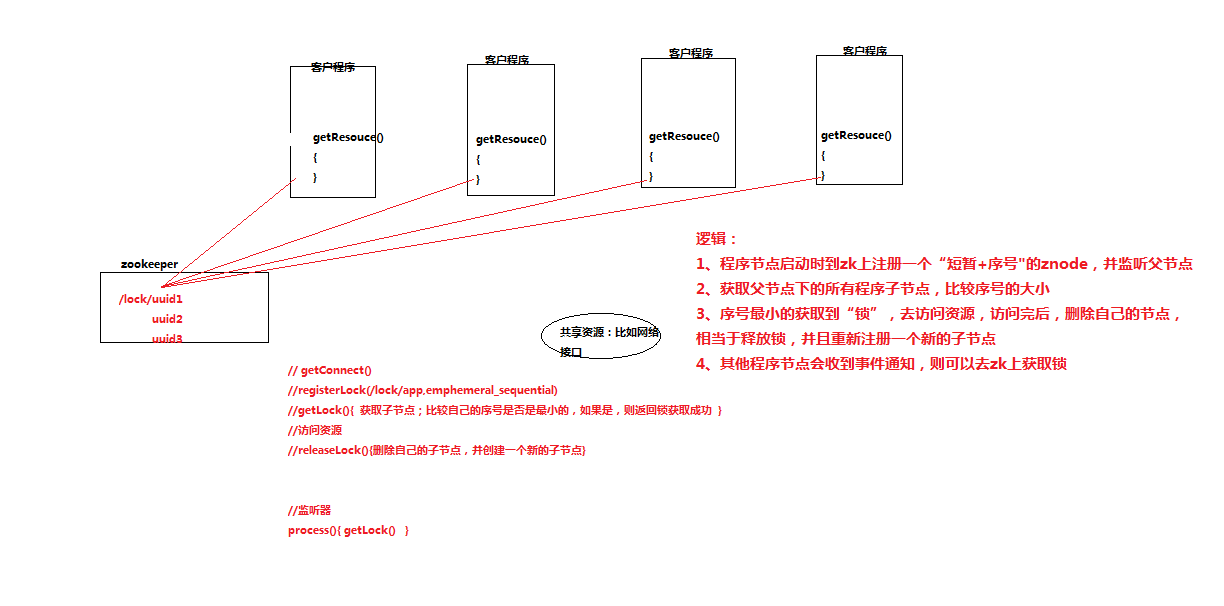 客户程序
客户程序
客户程序
客户程序
getResouce()
{
}
getResouce()
{
}
getResouce()
{
}
getResouce()
{
}
zookeeper
/lock/uuid1
uuid2
uuid3
共享资源：比如网络
接口
逻辑：
1、程序节点启动时到zk上注册一个“短暂+序号"的znode，并监听父节点
2、获取父节点下的所有程序子节点，比较序号的大小
3、序号最小的获取到“锁”，去访问资源，访问完后，删除自己的节点，
相当于释放锁，并且重新注册一个新的子节点
4、其他程序节点会收到事件通知，则可以去zk上获取锁
// getConnect()
//registerLock(/lock/app,emphemeral_sequential)
//getLock(){ 获取子节点；比较自己的序号是否是最小的，如果是，则返回锁获取成功 }
//访问资源
//releaseLock(){删除自己的子节点，并创建一个新的子节点}
//监听器
process(){ getLock() }